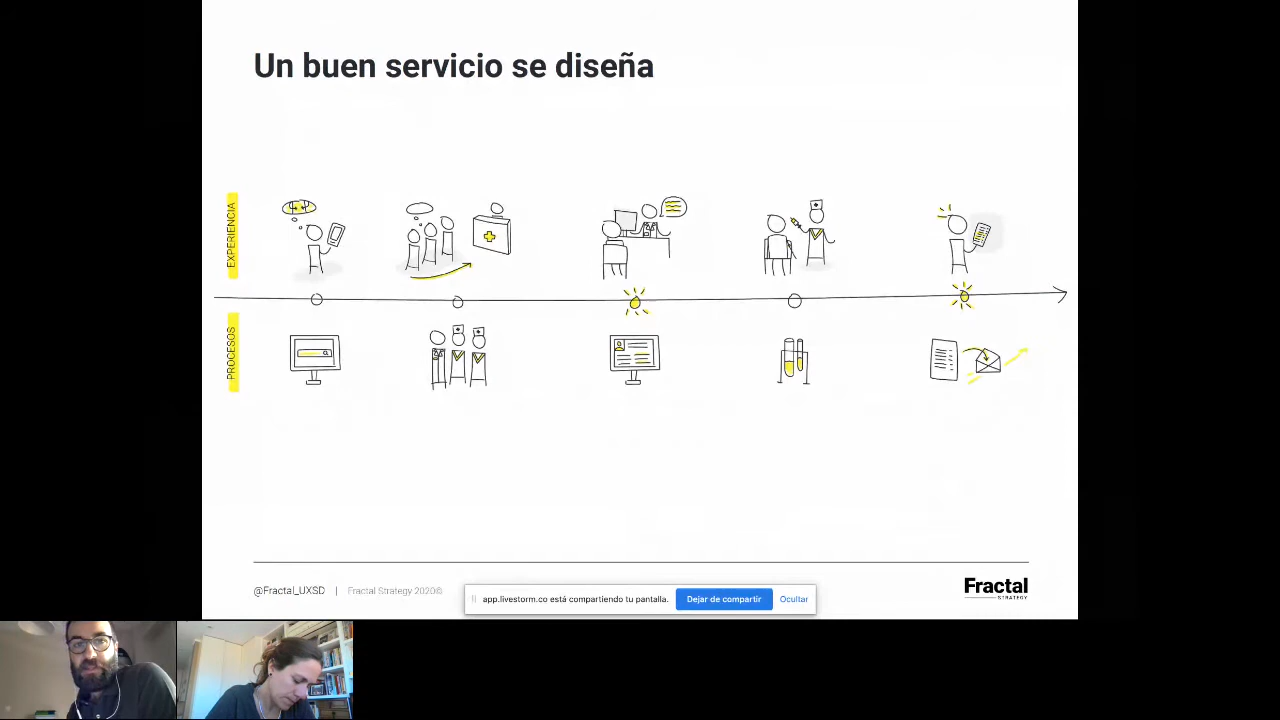 Un buen servicio se diseña
EXPERIENCIA
PROCESOS
@Fractal_UXSD | Fractal Strategy 2020©
app.livestorm.co está compartiendo tu pantalla.
Dejar de compartir
Ocultar
Fractal
STRATEGY